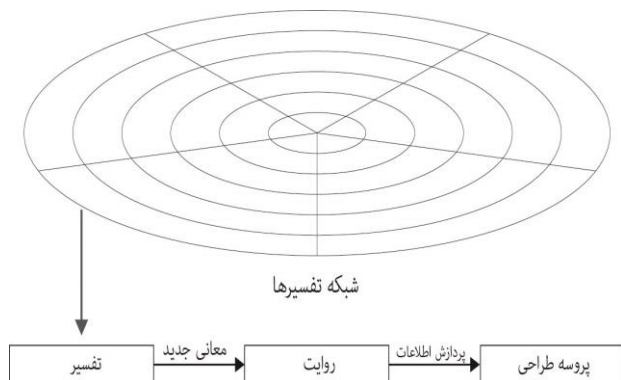 شبکه تفسیرها
تفسیر
معانی جدید
روایت
پردازش اطلاعات
پروسه طراحی